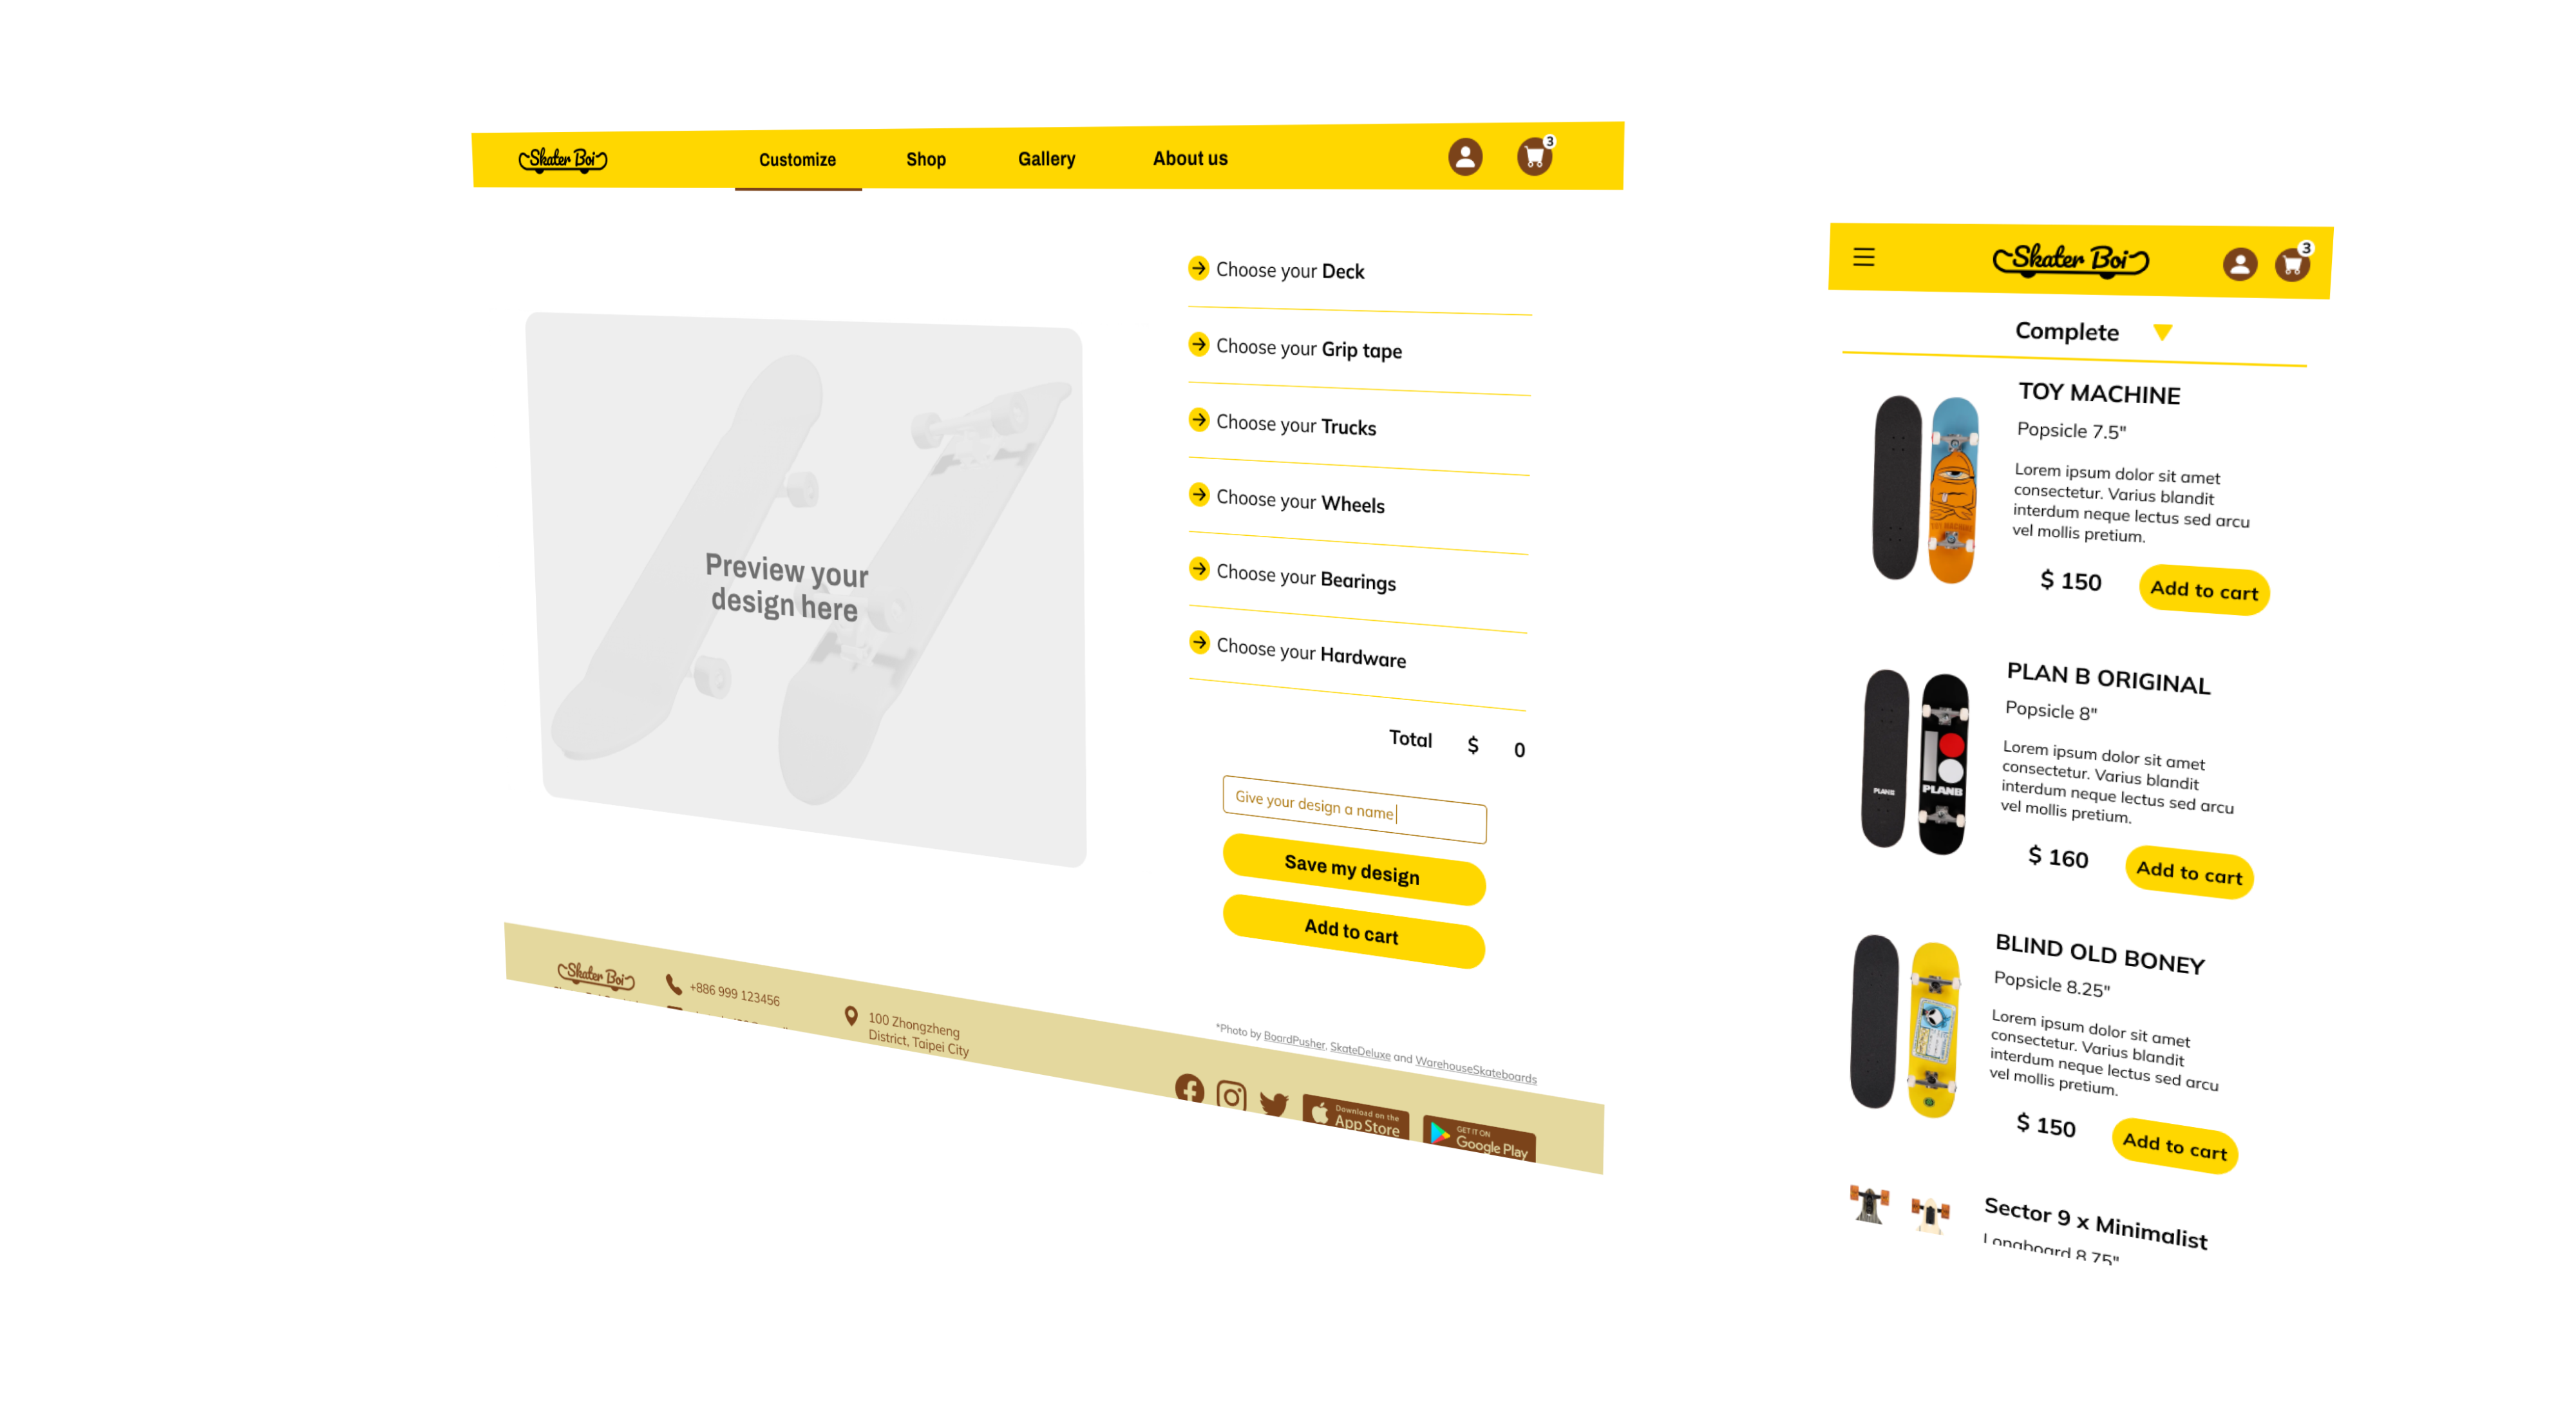 Skater Boi
Customize
Shop
Gallery
About us
3
Choose your Deck
Choose your Grip tape
Choose your Trucks
Choose your Wheels
Choose your Bearings
Choose your Hardware
Preview your
design here
Total $ 0
Give your design a name
Save my design
Add to cart
*Photo by BoardPusher, SkateDeluxe and WarehouseSkateboards
Skater Boi
+886 999 123456
100 Zhongzheng
District, Taipei City
Download on the
App Store
GET IT ON
Google Play
Skater Boi
3
Complete
TOY MACHINE
Popsicle 7.5"
Lorem ipsum dolor sit amet
consectetur. Varius blandit
interdum neque lectus sed arcu
vel mollis pretium.
$ 150
Add to cart
TOY MACHINE
PLAN B ORIGINAL
Popsicle 8"
Lorem ipsum dolor sit amet
consectetur. Varius blandit
interdum neque lectus sed arcu
vel mollis pretium.
$ 160
Add to cart
PLANB
PLANB
BLIND OLD BONEY
Popsicle 8.25"
Lorem ipsum dolor sit amet
consectetur. Varius blandit
interdum neque lectus sed arcu
vel mollis pretium.
$ 150
Add to cart
Sector 9 x Minimalist
Longboard 8.75"